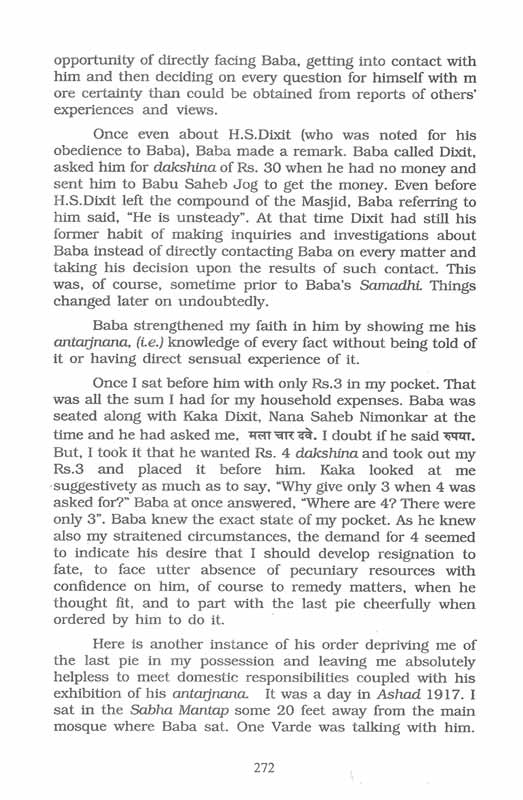 opportunity of directly facing Baba, getting into contact with
him and then deciding on every question for himself with m
ore certainty than could be obtained from reports of others'
experiences and views.
Once even about H.S.Dixit (who was noted for his
obedience to Baba), Baba made a remark. Baba called Dixit,
asked him for dakshina of Rs. 30 when he had no money and
sent him to Babu Saheb Jog to get the money. Even before
H.S.Dixit left the compound of the Masjid, Baba referring to
him said, "He is unsteady". At that time Dixit had still his
former habit of making inquiries and investigations about
Baba instead of directly contacting Baba on every matter and
taking his decision upon the results of such contact. This
was, of course, sometime prior to Baba's Samadhi. Things
changed later on undoubtedly.
Baba strengthened my faith in him by showing me his
antarjnana, (i.e.) knowledge of every fact without being told of
it or having direct sensual experience of it.
Once I sat before him with only Rs.3 in my pocket. That
was all the sum I had for my household expenses. Baba was
seated along with Kaka Dixit, Nana Saheb Nimonkar at the
time and he had asked me, मला चार दवे. I doubt if he said रुपया.
But, I took it that he wanted Rs. 4 dakshina and took out my
Rs.3 and placed it before him. Kaka looked at me
suggestivety as much as to say, "Why give only 3 when 4 was
asked for?" Baba at once answered, "Where are 4? There were
only 3". Baba knew the exact state of my pocket. As he knew
also my straitened circumstances, the demand for 4 seemed
to indicate his desire that I should develop resignation to
fate, to face utter absence of pecuniary resources with
confidence on him, of course to remedy matters, when he
thought fit, and to part with the last pie cheerfully when
ordered by him to do it.
Here is another instance of his order depriving me of
the last pie in my possession and leaving me absolutely
helpless to meet domestic responsibilities coupled with his
exhibition of his antarjnana. It was a day in Ashad 1917. I
sat in the Sabha Mantap some 20 feet away from the main
mosque where Baba sat. One Varde was talking with him.
272